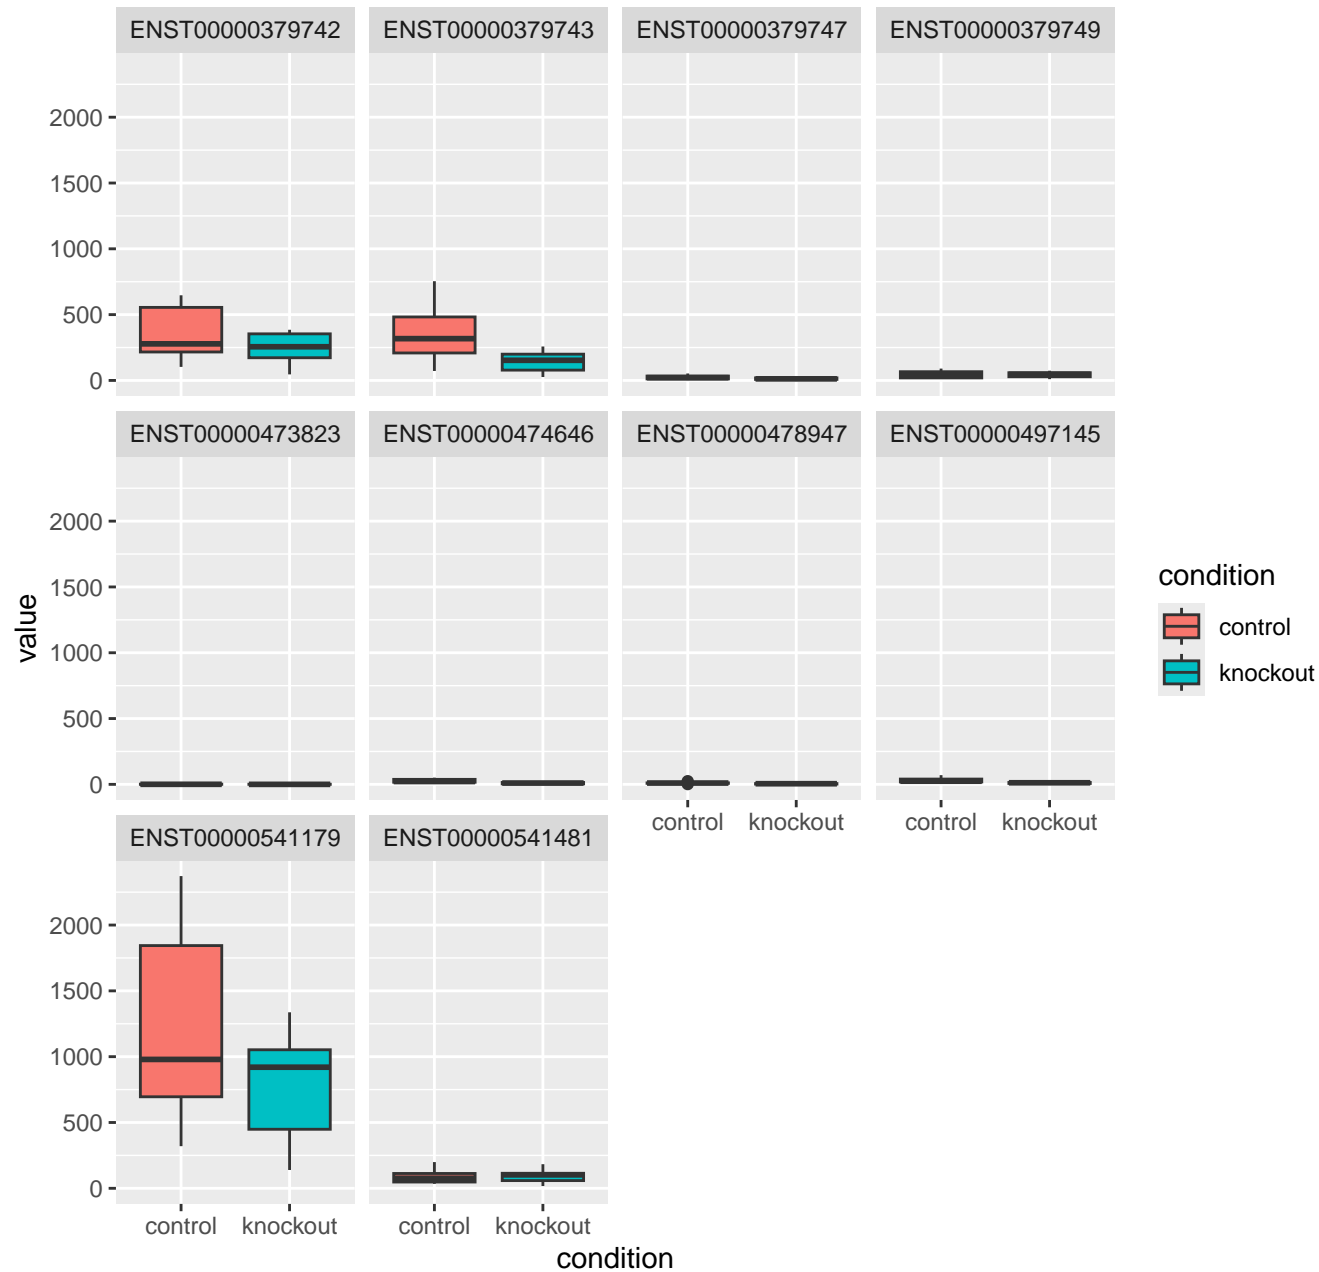 ENST00000379742 ENST00000379743 ENST00000379747 ENST00000379749
2000
1500
1000
500
0
ENST00000473823 ENST00000474646 ENST00000478947 ENST00000497145
2000
1500
1000
500
0
control knockout control knockout
ENST00000541179 ENST00000541481
2000
1500
1000
500
0
control knockout control knockout
condition
value
condition
control
knockout